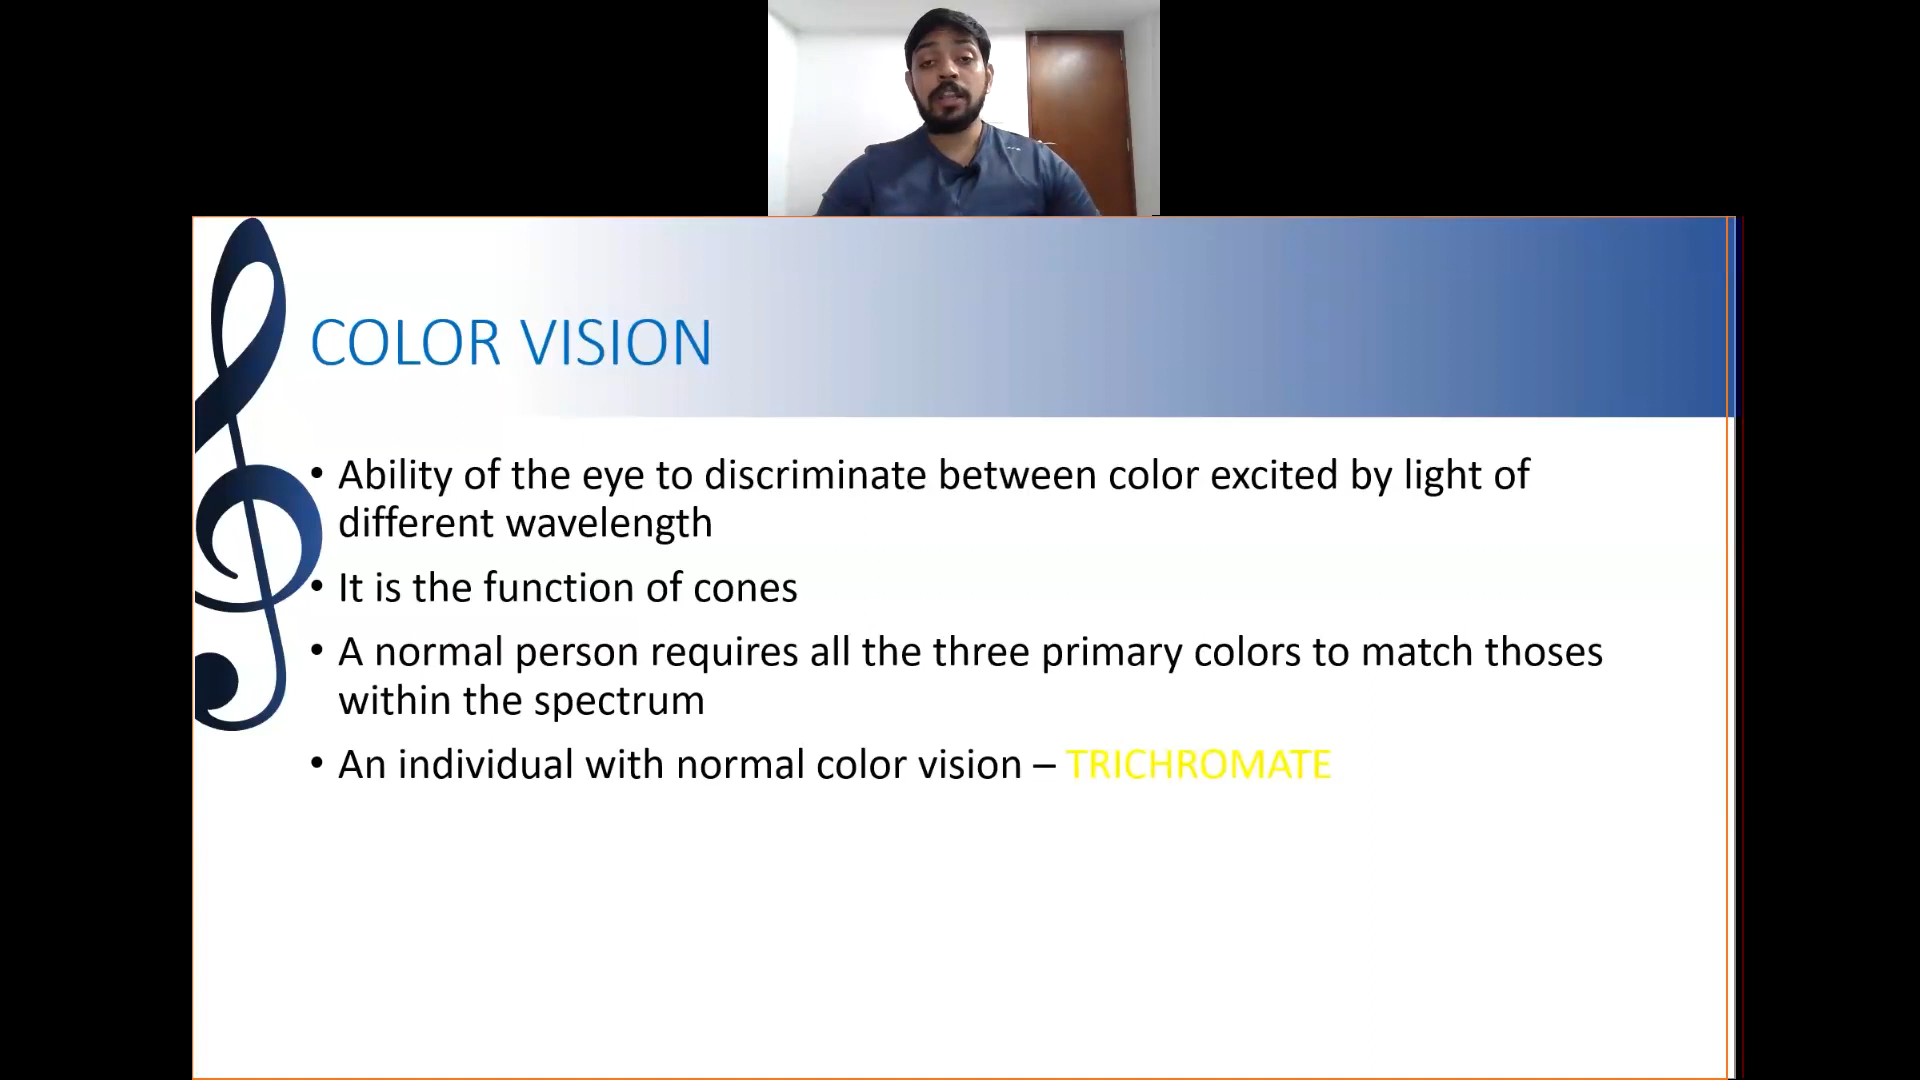 COLOR VISION
• Ability of the eye to discriminate between color excited by light of
different wavelength
• It is the function of cones
• A normal person requires all the three primary colors to match thoses
within the spectrum
• An individual with normal color vision – TRICHROMATE